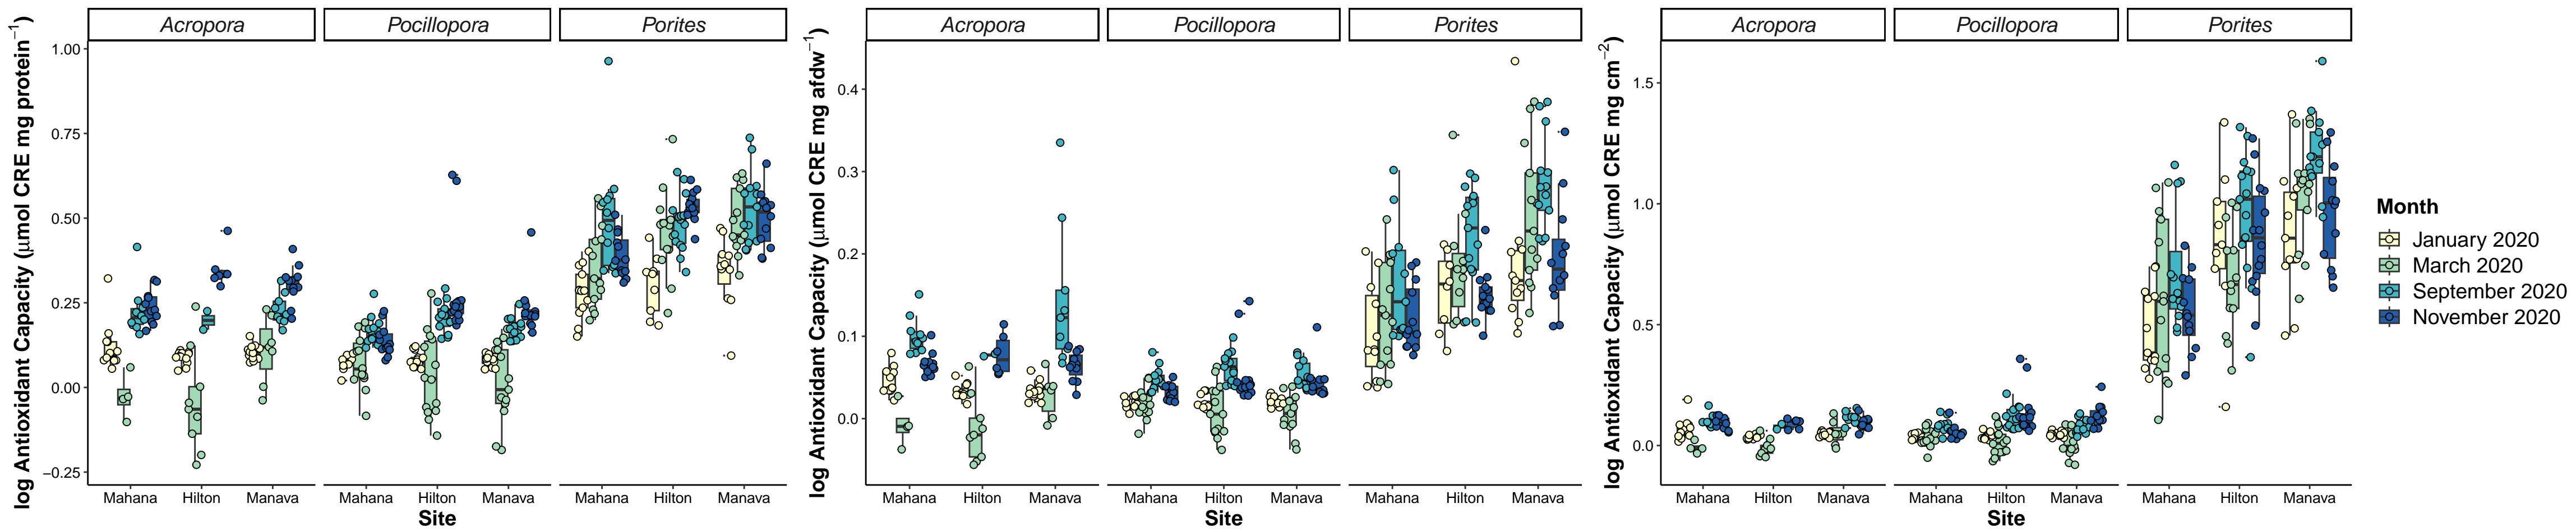 log Antioxidant Capacity (μmol CRE mg protein⁻¹)
Acropora Pocillopora Porites
1.00
0.75
0.50
0.25
0.00
−0.25
Mahana Hilton Manava Mahana Hilton Manava Mahana Hilton Manava
Site
log Antioxidant Capacity (μmol CRE mg afdw⁻¹)
Acropora Pocillopora Porites
0.4
0.3
0.2
0.1
0.0
Mahana Hilton Manava Mahana Hilton Manava Mahana Hilton Manava
Site
log Antioxidant Capacity (μmol CRE mg cm⁻²)
Acropora Pocillopora Porites
1.5
1.0
0.5
0.0
Mahana Hilton Manava Mahana Hilton Manava Mahana Hilton Manava
Site
Month
January 2020
March 2020
September 2020
November 2020